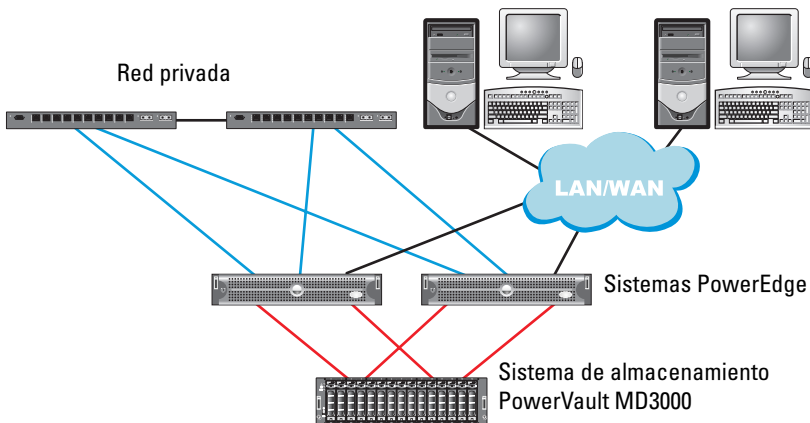 Red privada
LAN/WAN
Sistemas PowerEdge
Sistema de almacenamiento
PowerVault MD3000